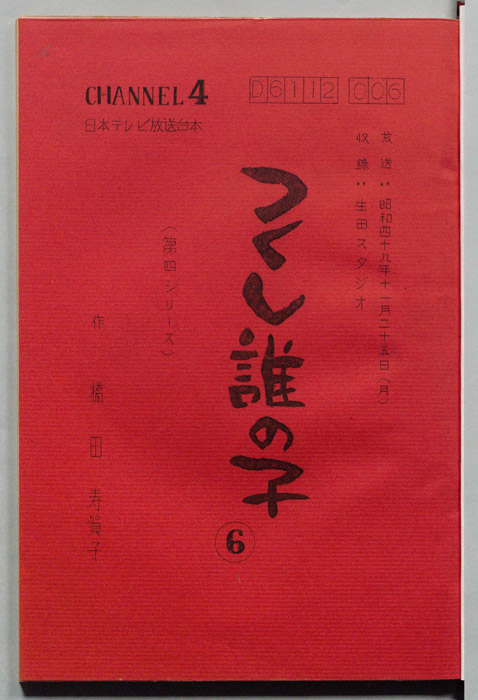 CHANNEL 4
日本テレビ放送台本
D6112 CC6
放送:昭和四十九年十一月二十五日(月)
収録:生田スタジオ
つくし誰の子
⑥
(第四シリーズ)
作 橋田寿賀子